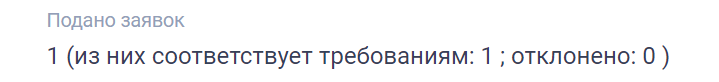 Подано заявок
1 (из них соответствует требованиям: 1 ; отклонено: 0 )